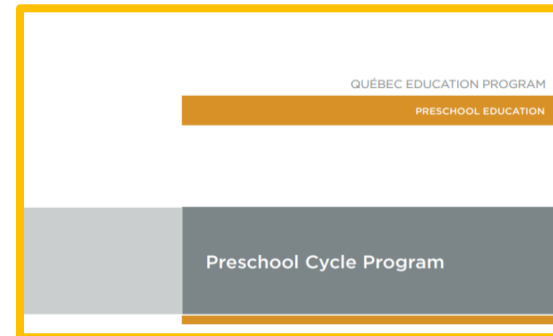 QUÉBEC EDUCATION PROGRAM
PRESCHOOL EDUCATION
Preschool Cycle Program